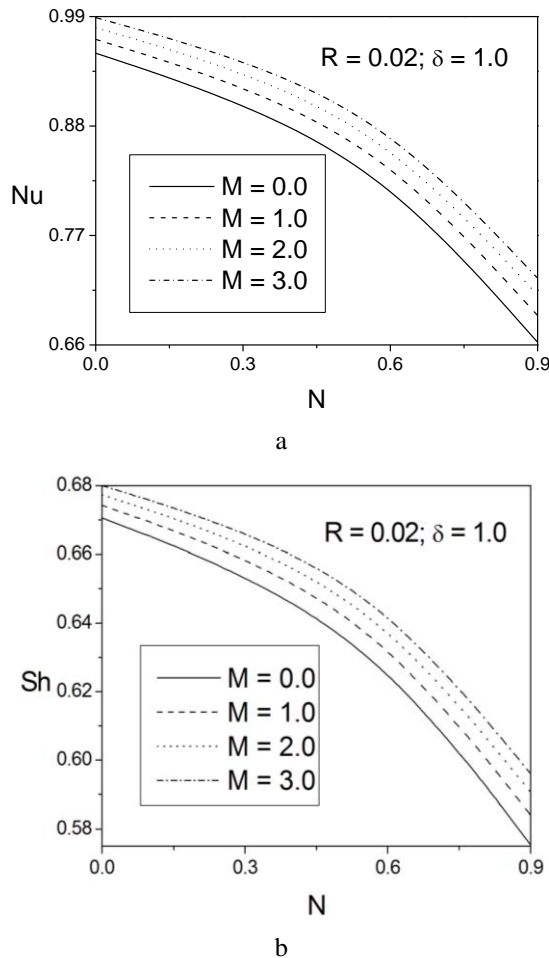 0.99
R = 0.02; δ = 1.0
0.88
M = 0.0
Nu
M = 1.0
0.77
M = 2.0
M = 3.0
0.66
0.0 0.3 0.6 0.9
N
a
0.68
R = 0.02; δ = 1.0
0.66
0.64
M = 0.0
Sh
0.62
M = 1.0
M = 2.0
0.60
M = 3.0
0.58
0.0 0.3 0.6 0.9
N
b